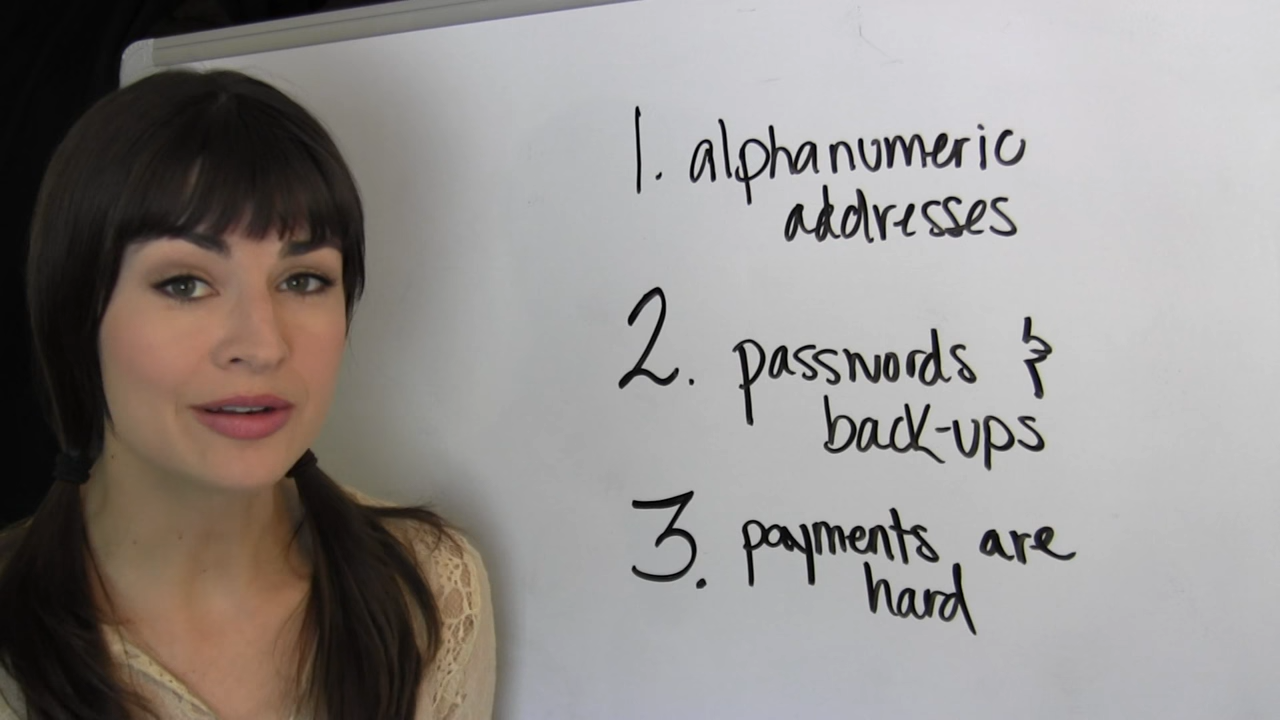 1. alphanumeric
addresses
2. passwords &
back-ups
3. payments are
hard